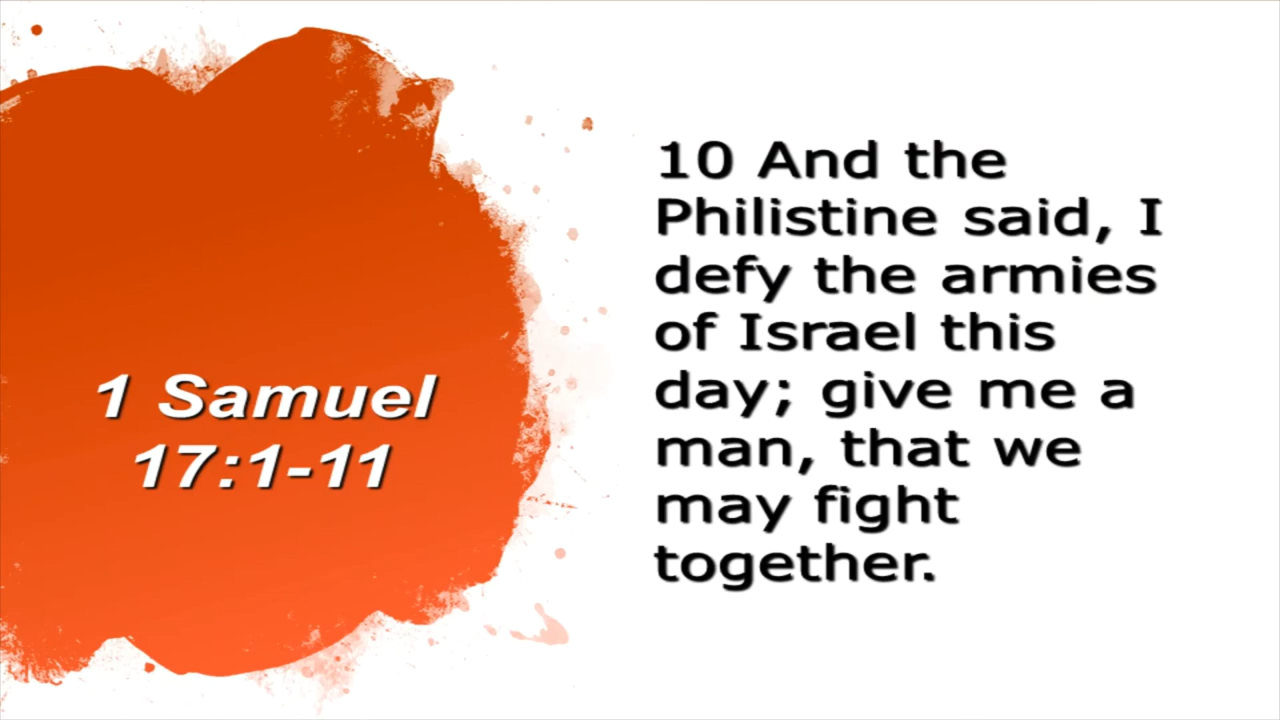 1 Samuel
17:1-11
10 And the
Philistine said, I
defy the armies
of Israel this
day; give me a
man, that we
may fight
together.